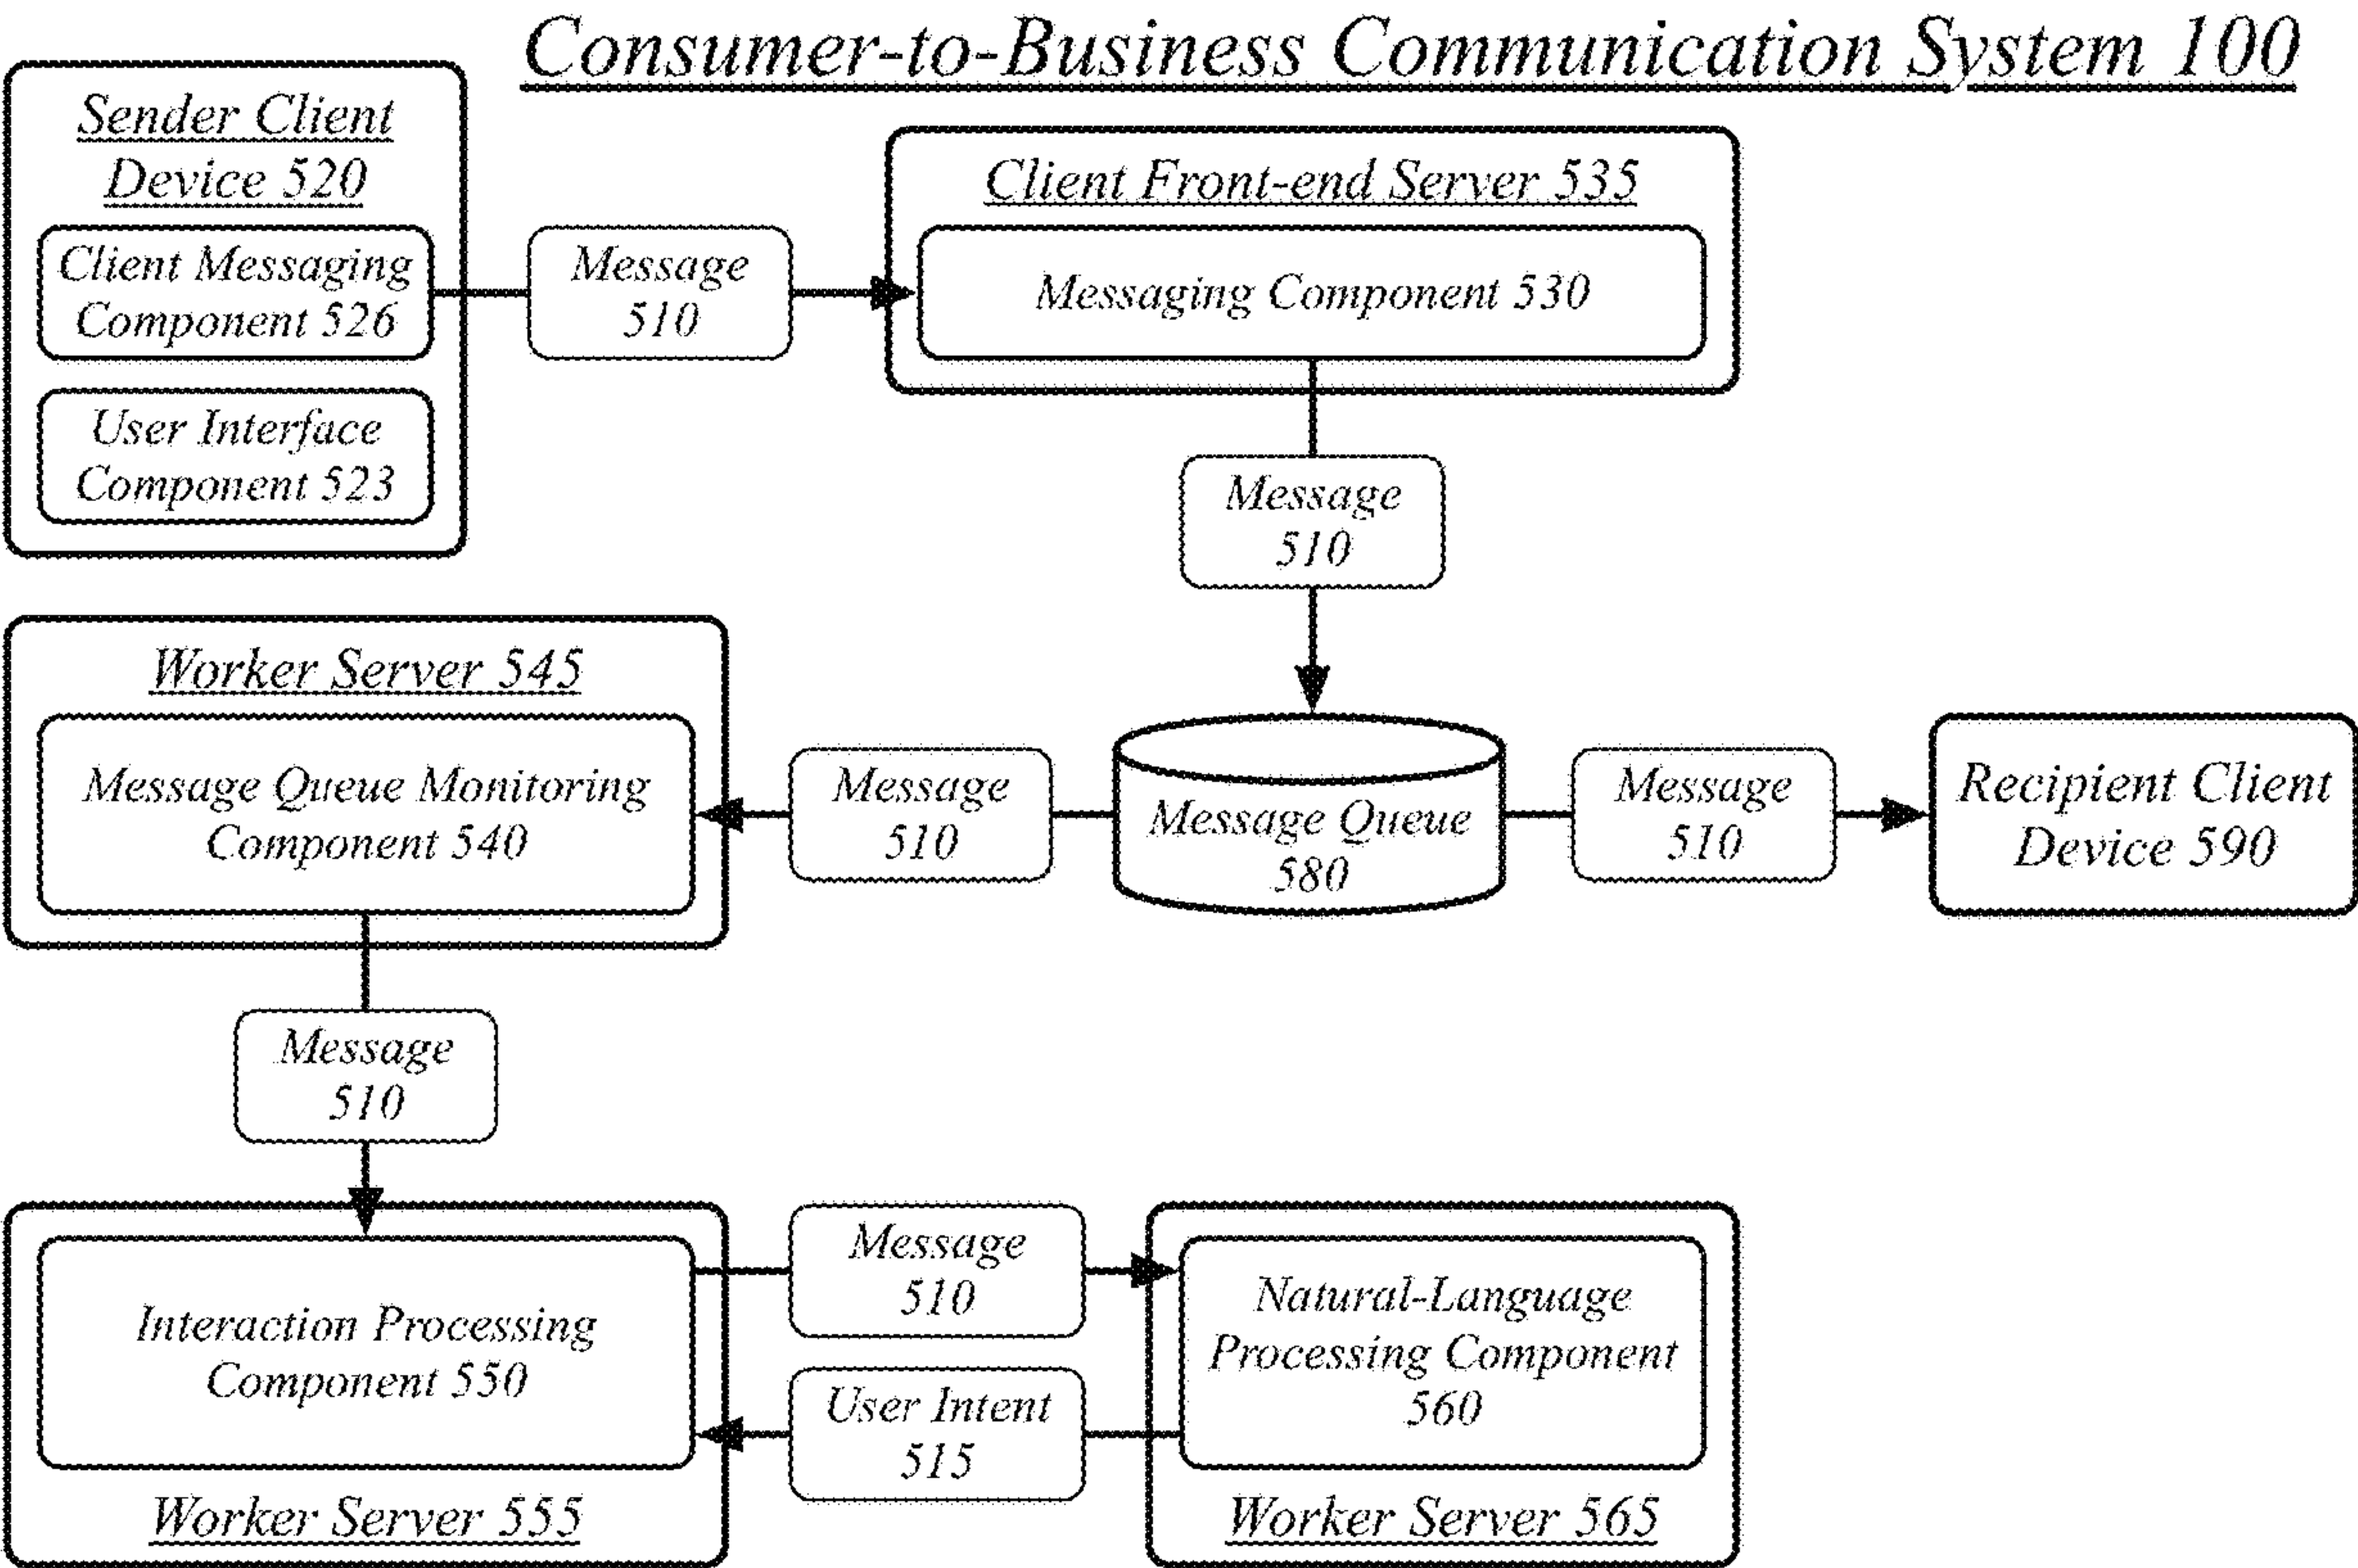 Consumer-to-Business Communication System 100
Sender Client
Device 520
Client Messaging
Component 526
User Interface
Component 523
Message
510
Client Front-end Server 535
Messaging Component 530
Message
510
Worker Server 545
Message Queue Monitoring
Component 540
Message
510
Message Queue
580
Message
510
Recipient Client
Device 590
Message
510
Interaction Processing
Component 550
Worker Server 555
Message
510
User Intent
515
Natural-Language
Processing Component
560
Worker Server 565